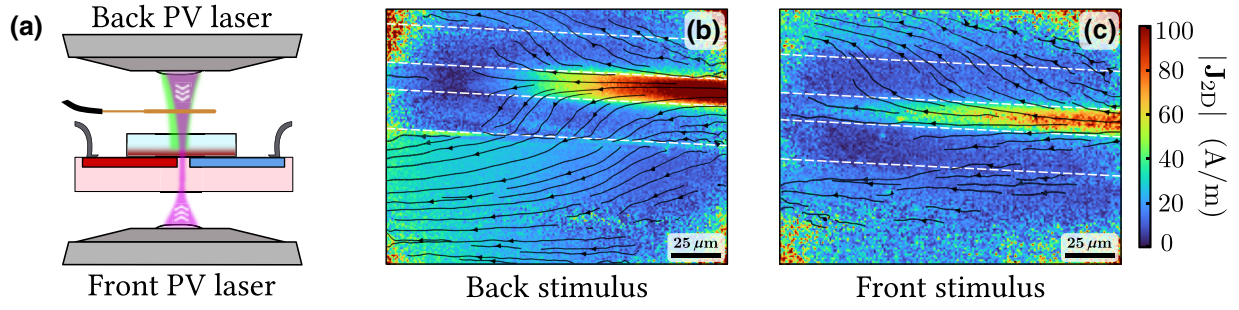 (a)
Back PV laser
Front PV laser
(b)
25 μm
Back stimulus
(c)
25 μm
Front stimulus
100
80
60
40
20
0
|J2D| (A/m)